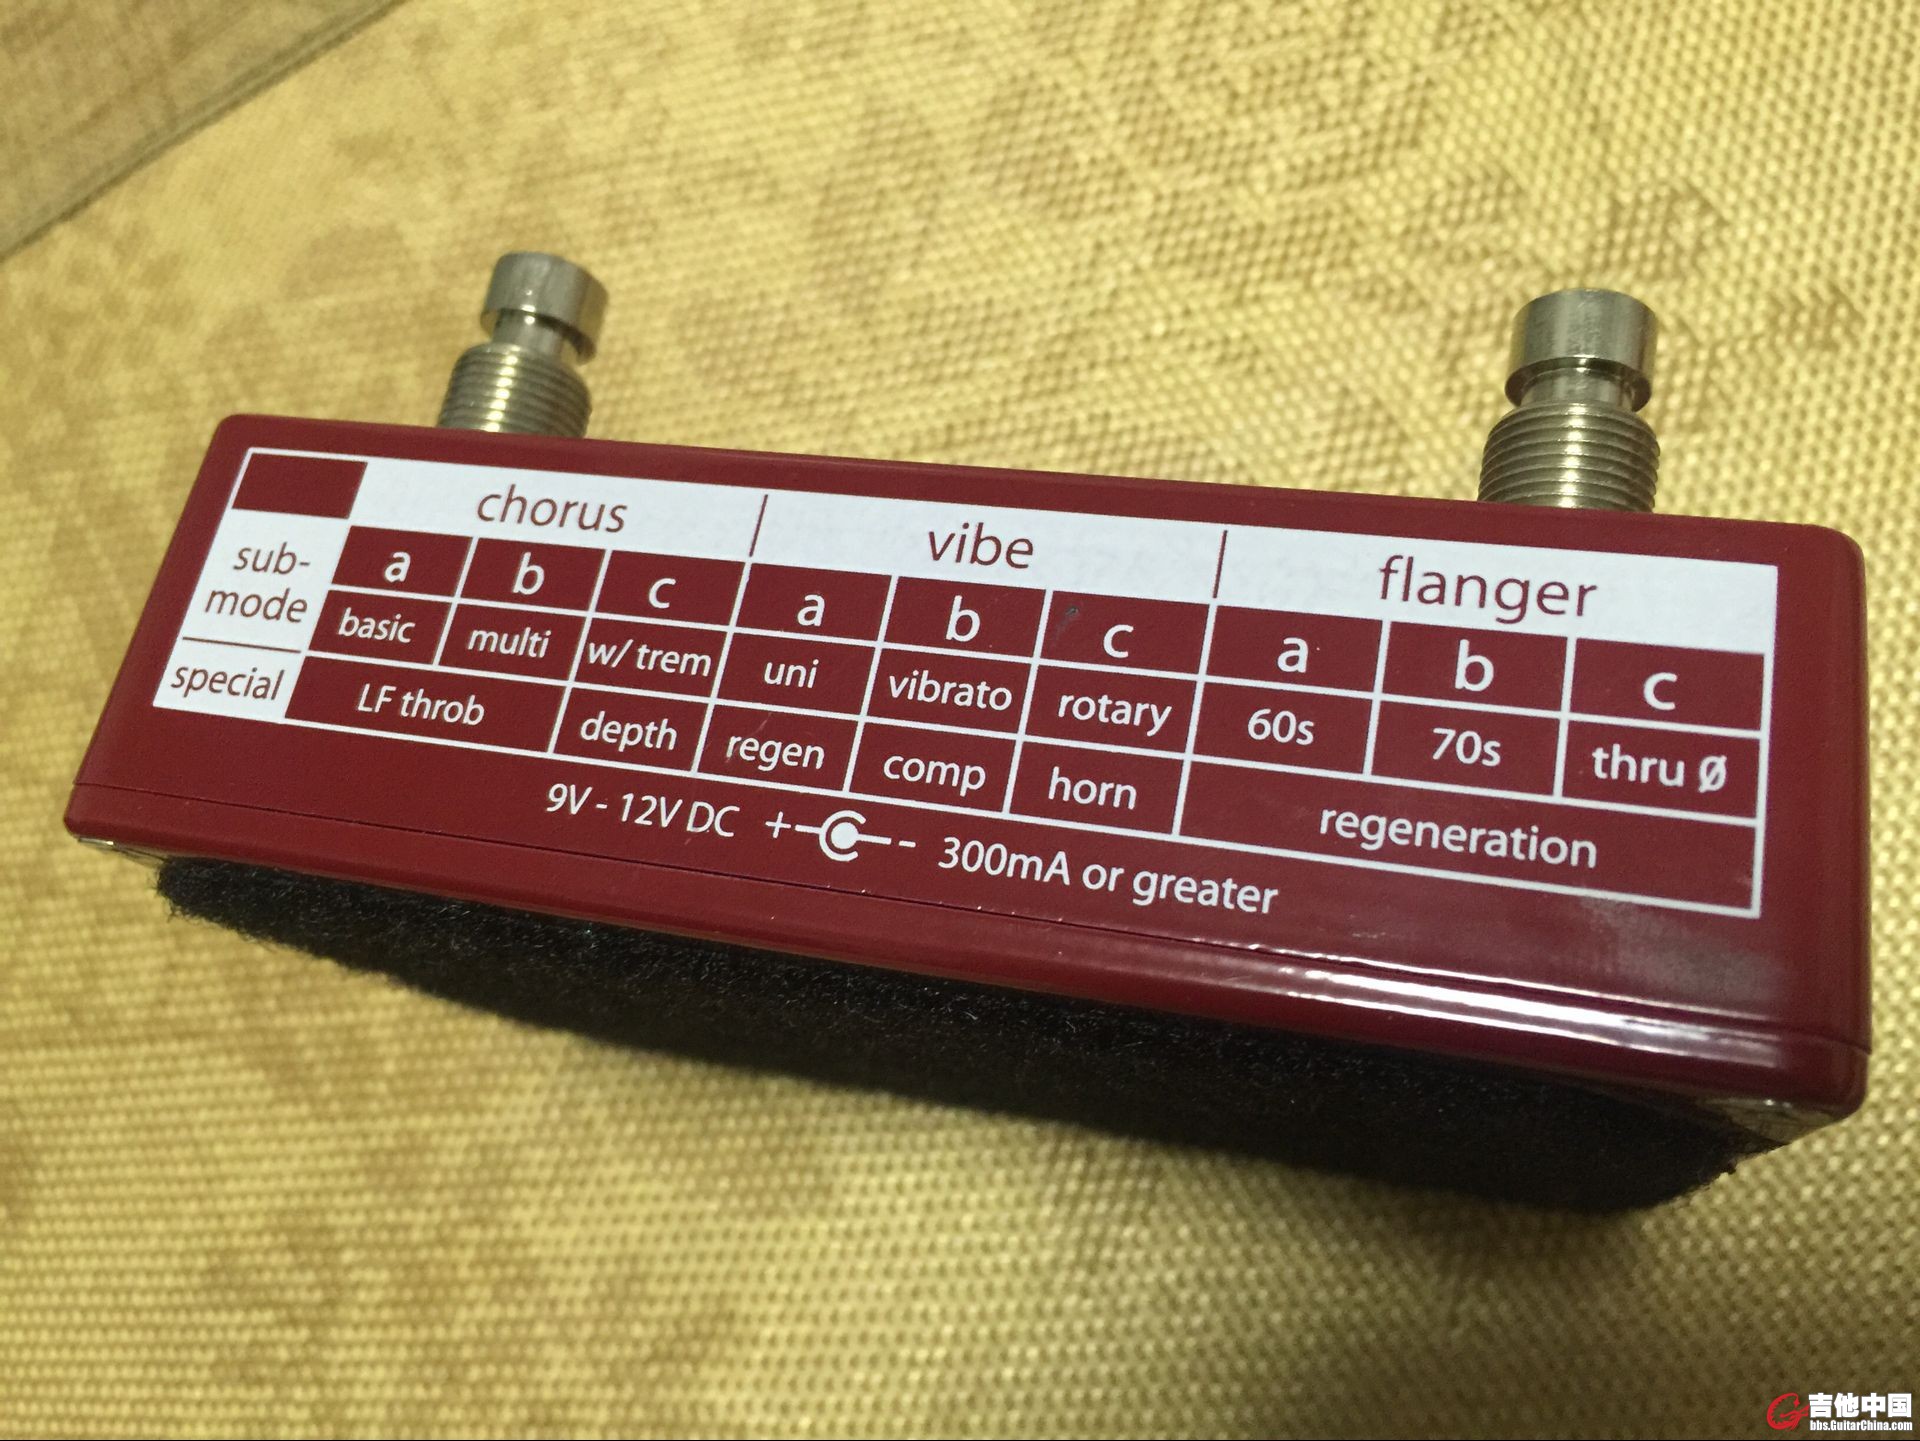 chorus vibe flanger
sub-mode a b c a b c a b c
basic multi w/ trem uni vibrato rotary 60s 70s thru Ø
special LF throb depth regen comp horn regeneration
9V - 12V DC + - 300mA or greater
吉他中国
bbs.GuitarChina.com